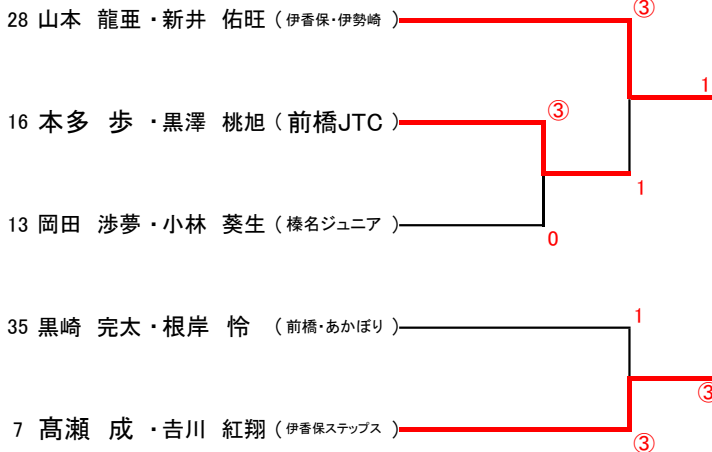 ③
28 山本 龍亜・新井 佑旺 (伊香保・伊勢崎 )
1
16 本多 歩 ・黒澤 桃旭 (前橋JTC )
③
1
13 岡田 渉夢・小林 葵生 (榛名ジュニア )
0
35 黒崎 完太・根岸 怜 (前橋・あかぼり )
1
③
7 髙瀬 成 ・𠮷川 紅翔 (伊香保ステップス )
③